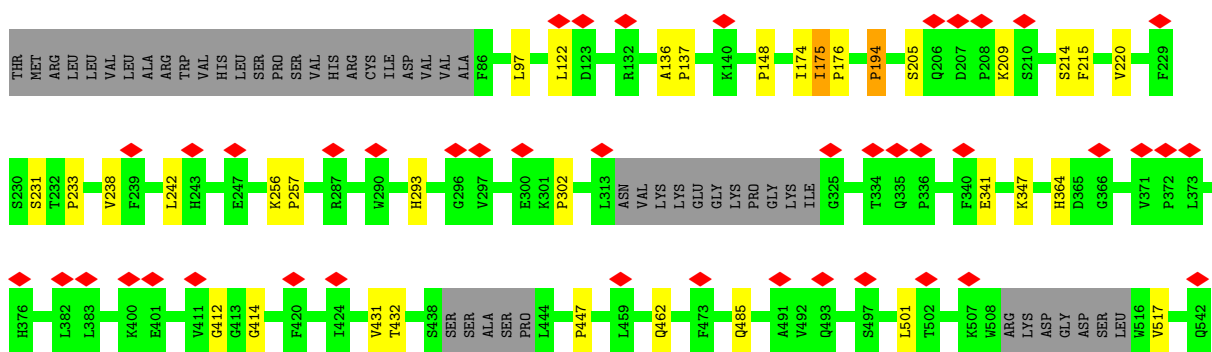 THR MET ARG LEU LEU VAL LEU ALA ARG TRP VAL HIS LEU SER PRO SER VAL HIS ARG CYS ILE ASP VAL VAL ALA F86 L97 L122 D123 R132 A136 P137 K140 P148 I174 I175 P176 P194 S205 Q206 D207 P208 K209 S210 S214 F215 V220 F229
S230 S231 T232 P233 V238 F239 L242 H243 E247 K256 P257 R287 W290 H293 G296 V297 E300 K301 P302 L313 ASN VAL LYS LYS GLU GLY LYS PRO GLY LYS ILE G325 T334 Q335 P336 F340 E341 K347 H364 D365 G366 V371 P372 L373
H376 L382 L383 K400 E401 V411 G412 G413 G414 F420 I424 V431 T432 S438 SER SER ALA SER PRO L444 P447 L459 Q462 F473 Q485 A491 V492 Q493 S497 L501 T502 K507 W508 ARG LYS ASP GLY ASP SER LEU W516 V517 Q542